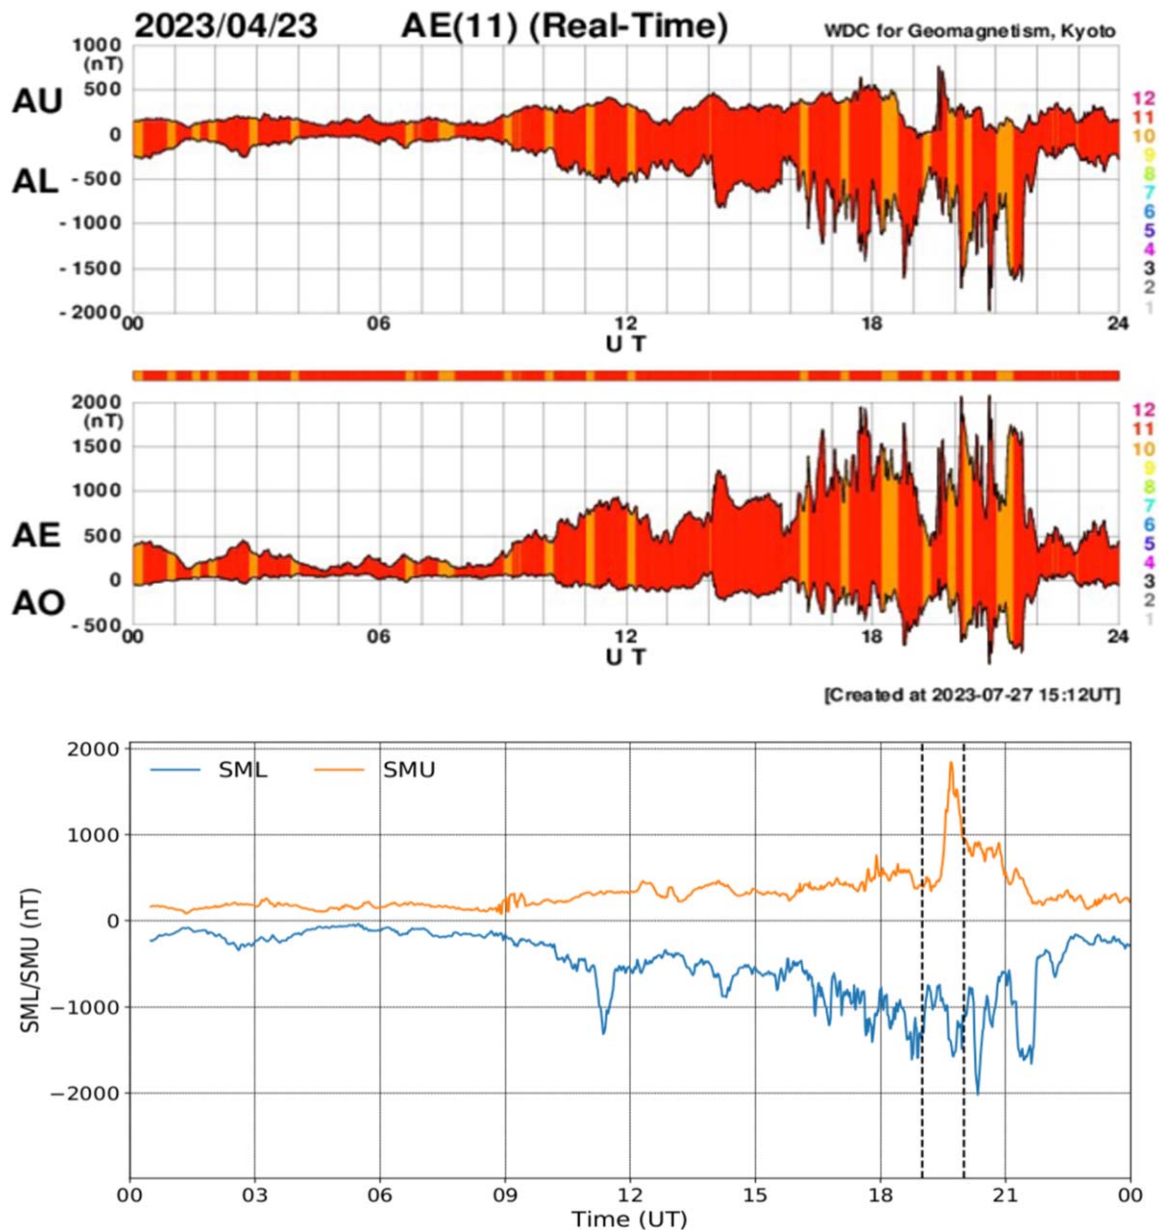 2023/04/23 AE(11) (Real-Time) WDC for Geomagnetism, Kyoto
1000
(nT)
500
AU
0
AL
- 500
- 1000
- 1500
- 2000
12
11
10
9
8
7
6
5
4
3
2
1
00 06 12 18 24
U T
2000
(nT)
1500
1000
AE
500
0
AO
- 500
12
11
10
9
8
7
6
5
4
3
2
1
00 06 12 18 24
U T
[Created at 2023-07-27 15:12UT]
2000
SML SMU
1000
0
−1000
−2000
SML/SMU (nT)
00 03 06 09 12 15 18 21 00
Time (UT)